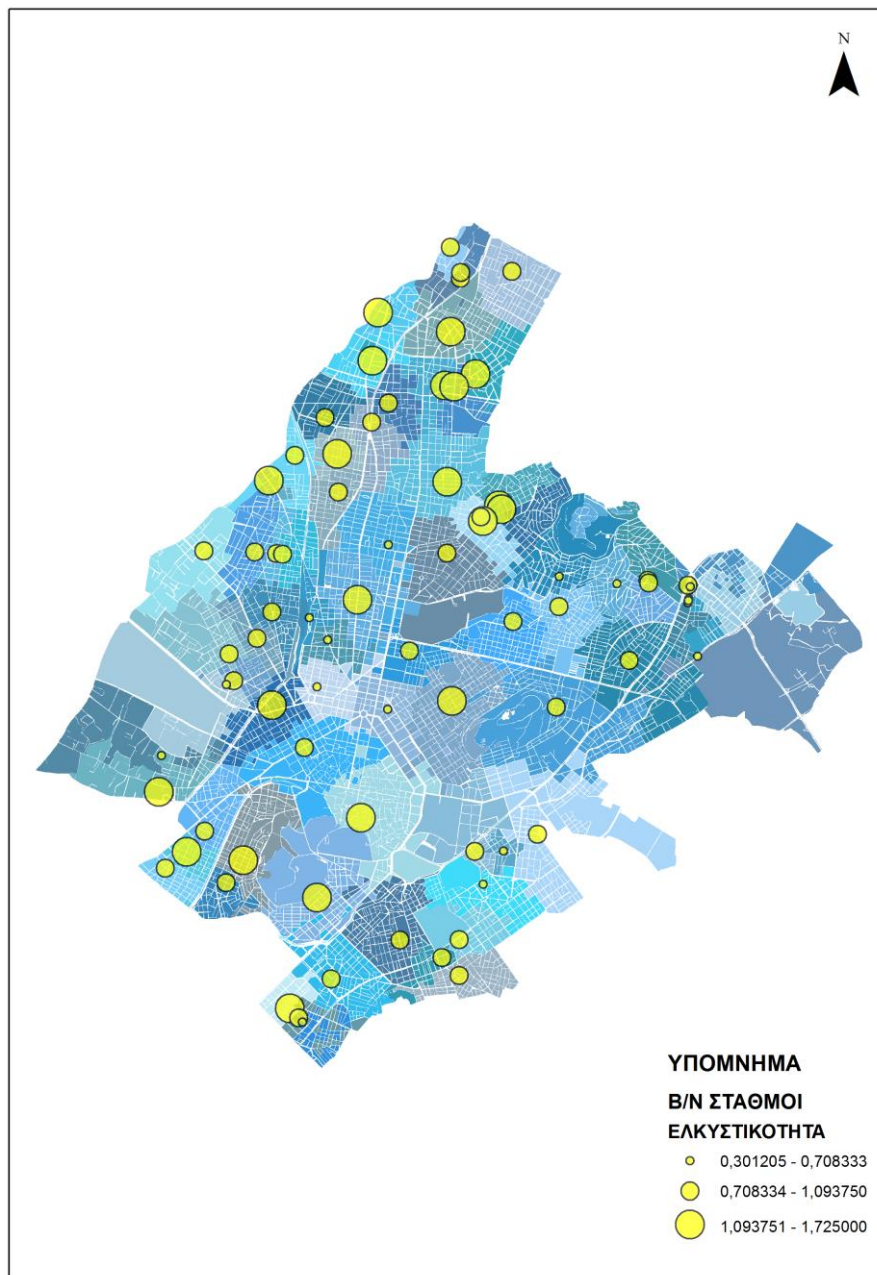 N
ΥΠΟΜΝΗΜΑ
Β/Ν ΣΤΑΘΜΟΙ
ΕΛΚΥΣΤΙΚΟΤΗΤΑ
0,301205 - 0,708333
0,708334 - 1,093750
1,093751 - 1,725000